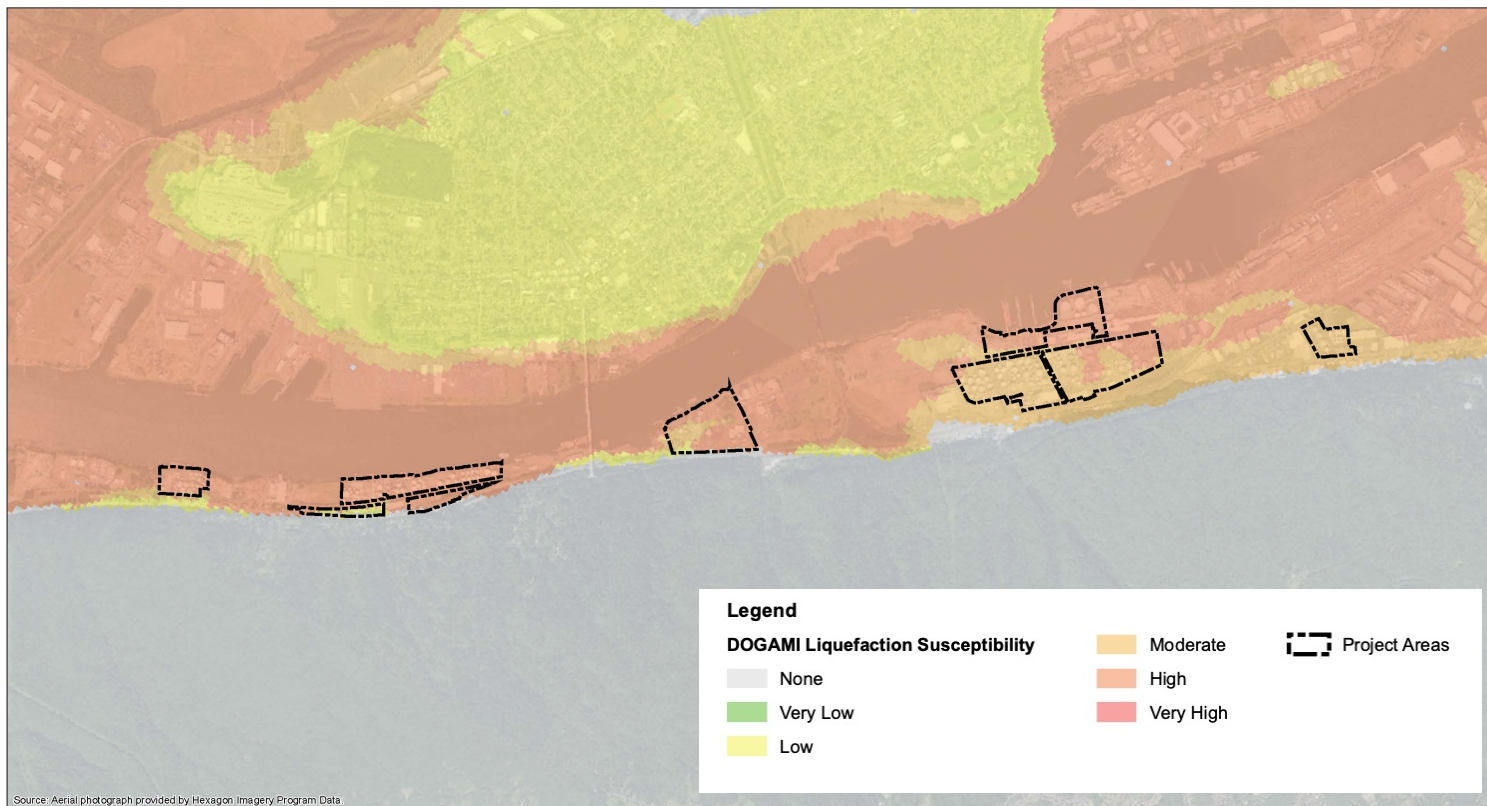 Legend
DOGAMI Liquefaction Susceptibility
None
Very Low
Low
Moderate
High
Very High
Project Areas
Source: Aerial photograph provided by Hexagon Imagery Program Data.